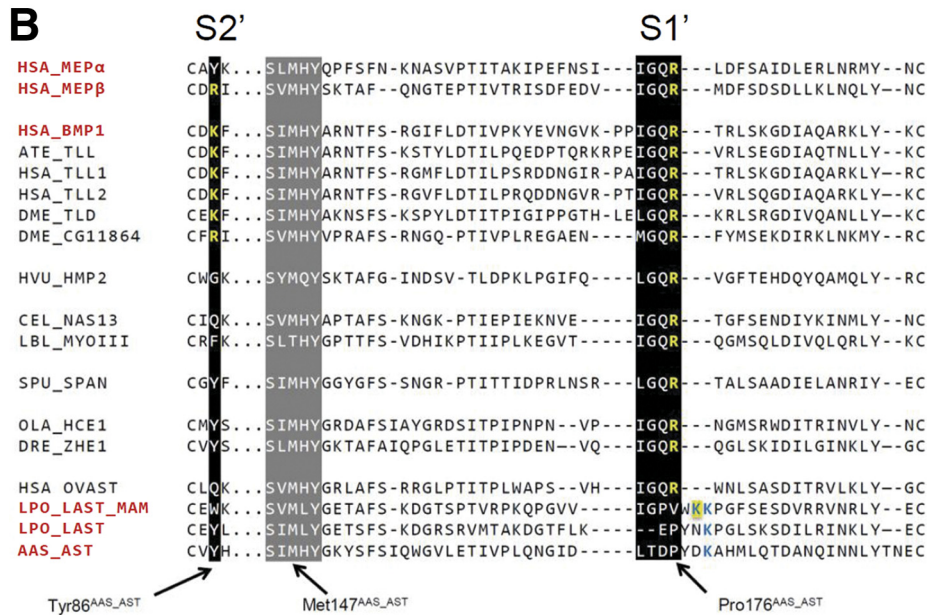 B
S2’ S1’
HSA_MEPα CAYK...SLMHYQPFSFN-KNASVPTITAKIPEFNSI----IGQR---LDFSAIDLERLNRMY--NC
HSA_MEPβ CDRI...SVMHYSKTAF--QNGTEPTIVTRISDFEDV----IGQR---MDFSDSDLLKLNQLY--NC
HSA_BMP1 CDKF...SIMHYARNTFS-RGIFLDTIVPKYEVNGVK-PPIGQR---TRLSKGDIAQARKLY--KC
ATE_TLL CDKF...SIMHYARNTFS-KSTYLDTILPQEDPTQRKRPEIGQR---VRLSEGDIAQTNLLY--KC
HSA_TLL1 CDKF...SIMHYARNTFS-RGMFLDTILPSRDDNGIR-PAIGQR---TRLSKGDIAQARKLY--RC
HSA_TLL2 CDKF...SIMHYARNTFS-RGVFLDTILPRQDDNGVR-PTIGQR---VRLSQGDIAQARKLY--KC
DME_TLD CEKF...SIMHYAKNSFS-KSPYLDTITPIGIPPGTH-LELGQR---KRLSRGDIVQANLLY--KC
DME_CG11864 CFRI...SVMHYVPRAFS-RNGQ-PTIVPLREGAEN----MGQR---FYMSEKDIRKLNKMY--RC
HVU_HMP2 CWGK...SYMQYSKTAFG-INDSV-TLDPKLPGIFQ----LGQR---VGFTEHDQYQAMQLY--RC
CEL_NAS13 CIQK...SVMHYAPTAFS-KNGK-PTIEPIEKNVE-----IGQR---TGFSENDIYKINMLY--NC
LBL_MYOIII CRFK...SLTHYGPTTFS-VDHIKPTIIPLKEGVT-----IGQR---QGMSQLDIVQLQRLY--KC
SPU_SPAN CGYF...SIMHYGGYGFS-SNGR-PTITTIDPRLNSR---LGQR---TALSAADIELANRIY--EC
OLA_HCE1 CMYS...SIMHYGRDAFSIAYGRDSITPIPNPN--VP---IGQR---NGMSRWDITRINVLY--NC
DRE_ZHE1 CVYS...SLMHYGKTAFAIQPGLETITPIPDEN--VQ---IGQR---QGLSKIDILGINKLY--GC
HSA OVAST CLQK...SVMHYGRLAFS-RRGLPTITPLWAPS--VH---IGQR---WNLSASDITRVLKLY--GC
LPO_LAST_MAM CEWK...SVMLYGETAFS-KDGTSPTVRPKQPGVV-----IGPVWKKPGFSESDVRRVNRLY--GC
LPO_LAST CEYL...SIMLYGETSFS-KDGRSRVMTAKDGTFLK------EPYNKPGLSKSDILRINKLY--GC
AAS_AST CVYH...SIMHYGKYSFSIQWGVLETIVPLQNGID-----LTDPYDKAHMLQTDANQINNLYTNEC
Tyr86AAS_AST Met147AAS_AST Pro176AAS_AST